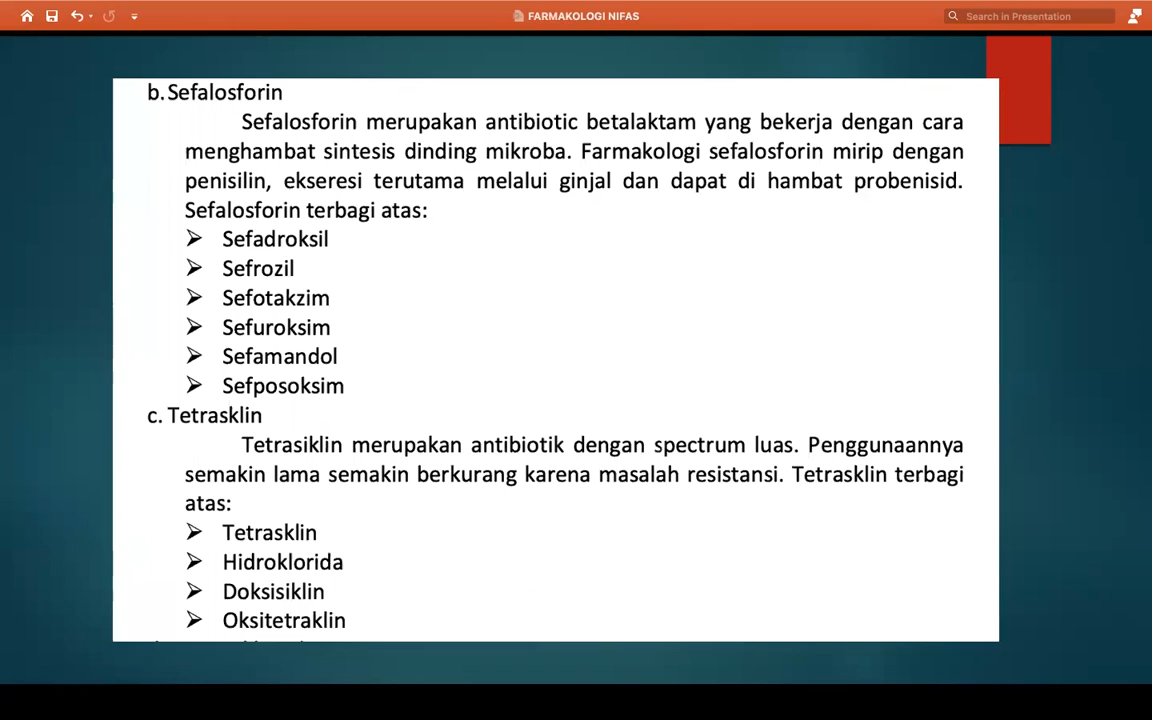 FARMAKOLOGI NIFAS
Search in Presentation
b. Sefalosforin
Sefalosforin merupakan antibiotic betalaktam yang bekerja dengan cara
menghambat sintesis dinding mikroba. Farmakologi sefalosforin mirip dengan
penisilin, ekseresi terutama melalui ginjal dan dapat di hambat probenisid.
Sefalosforin terbagi atas:
➢ Sefadroksil
➢ Sefrozil
➢ Sefotakzim
➢ Sefuroksim
➢ Sefamandol
➢ Sefposoksim
c. Tetrasklin
Tetrasiklin merupakan antibiotik dengan spectrum luas. Penggunaannya
semakin lama semakin berkurang karena masalah resistansi. Tetrasklin terbagi
atas:
➢ Tetrasklin
➢ Hidroklorida
➢ Doksisiklin
➢ Oksitetraklin